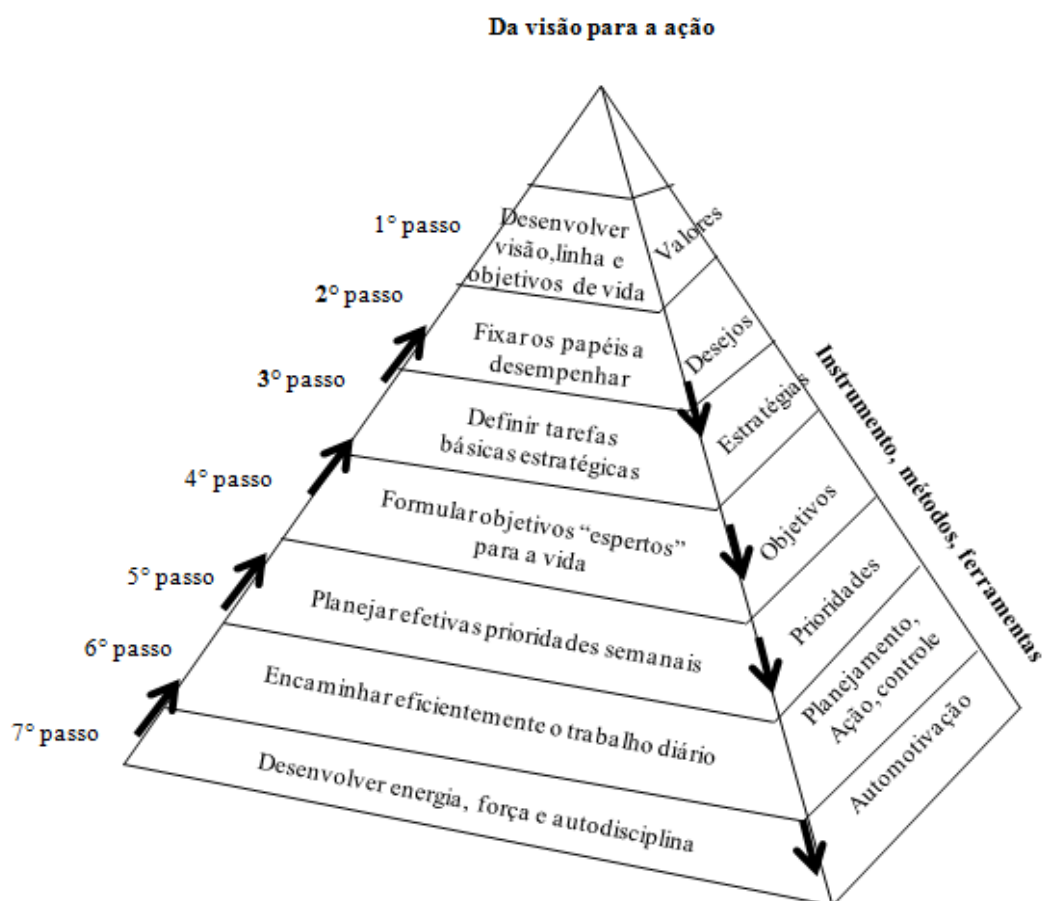 Da visão para a ação
1° passo
Desenvolver
visão,linha e
objetivos de vida
Valores
2° passo
Fixar os papéis a
desempenhar
Desejos
3° passo
Definir tarefas
básicas estratégicas
Estratégias
4° passo
Formular objetivos “espertos”
para a vida
Objetivos
5° passo
Planejar efetivas prioridades semanais
Prioridades
6° passo
Encaminhar eficientemente o trabalho diário
Planejamento,
Ação, controle
7° passo
Desenvolver energia, força e autodisciplina
Automotivação
Instrumento, métodos, ferramentas